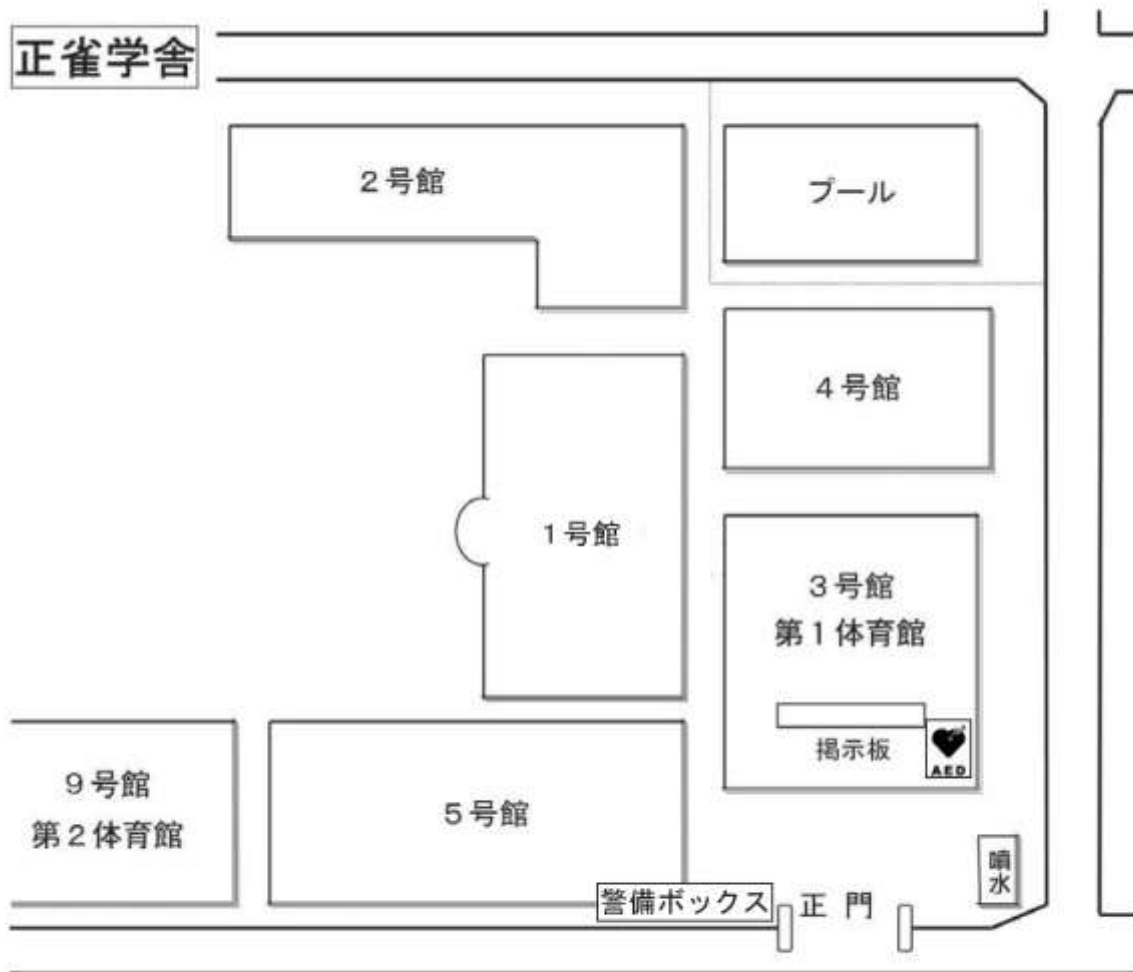 正雀学舎
２号館
プール
４号館
１号館
３号館
第１体育館
掲示板
AED
９号館
第２体育館
５号館
噴水
警備ボックス
正門